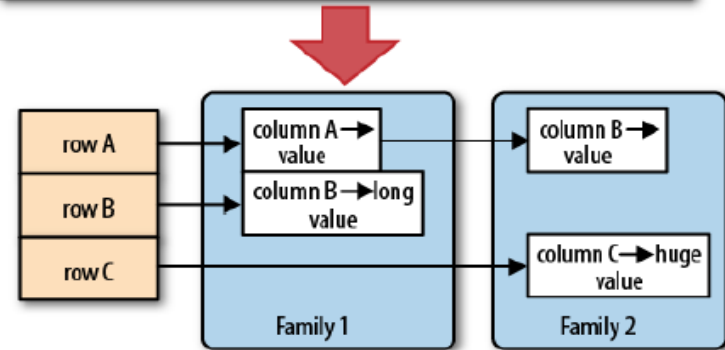 row A
column A→
value
column B→
value
row B
column B→long
value
row C
column C→huge
value
Family 1
Family 2